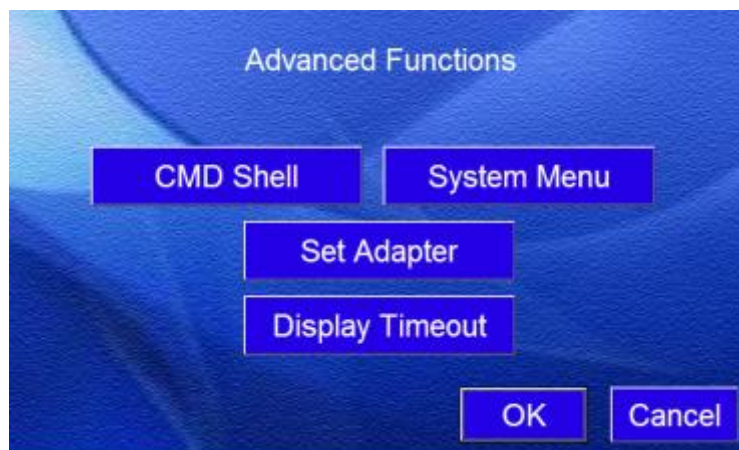 Advanced Functions
CMD Shell
System Menu
Set Adapter
Display Timeout
OK
Cancel